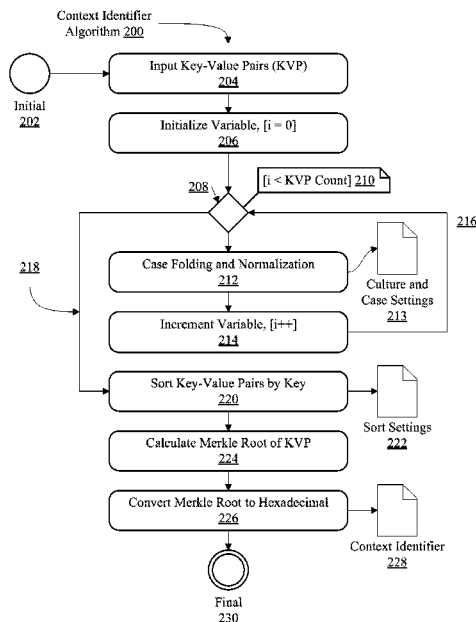 Context Identifier
Algorithm 200
Input Key-Value Pairs (KVP)
204
Initial
202
Initialize Variable, [i = 0]
206
208
[i < KVP Count] 210
216
218
Case Folding and Normalization
212
Culture and
Case Settings
213
Increment Variable, [i++]
214
Sort Key-Value Pairs by Key
220
Sort Settings
222
Calculate Merkle Root of KVP
224
Convert Merkle Root to Hexadecimal
226
Context Identifier
228
Final
230